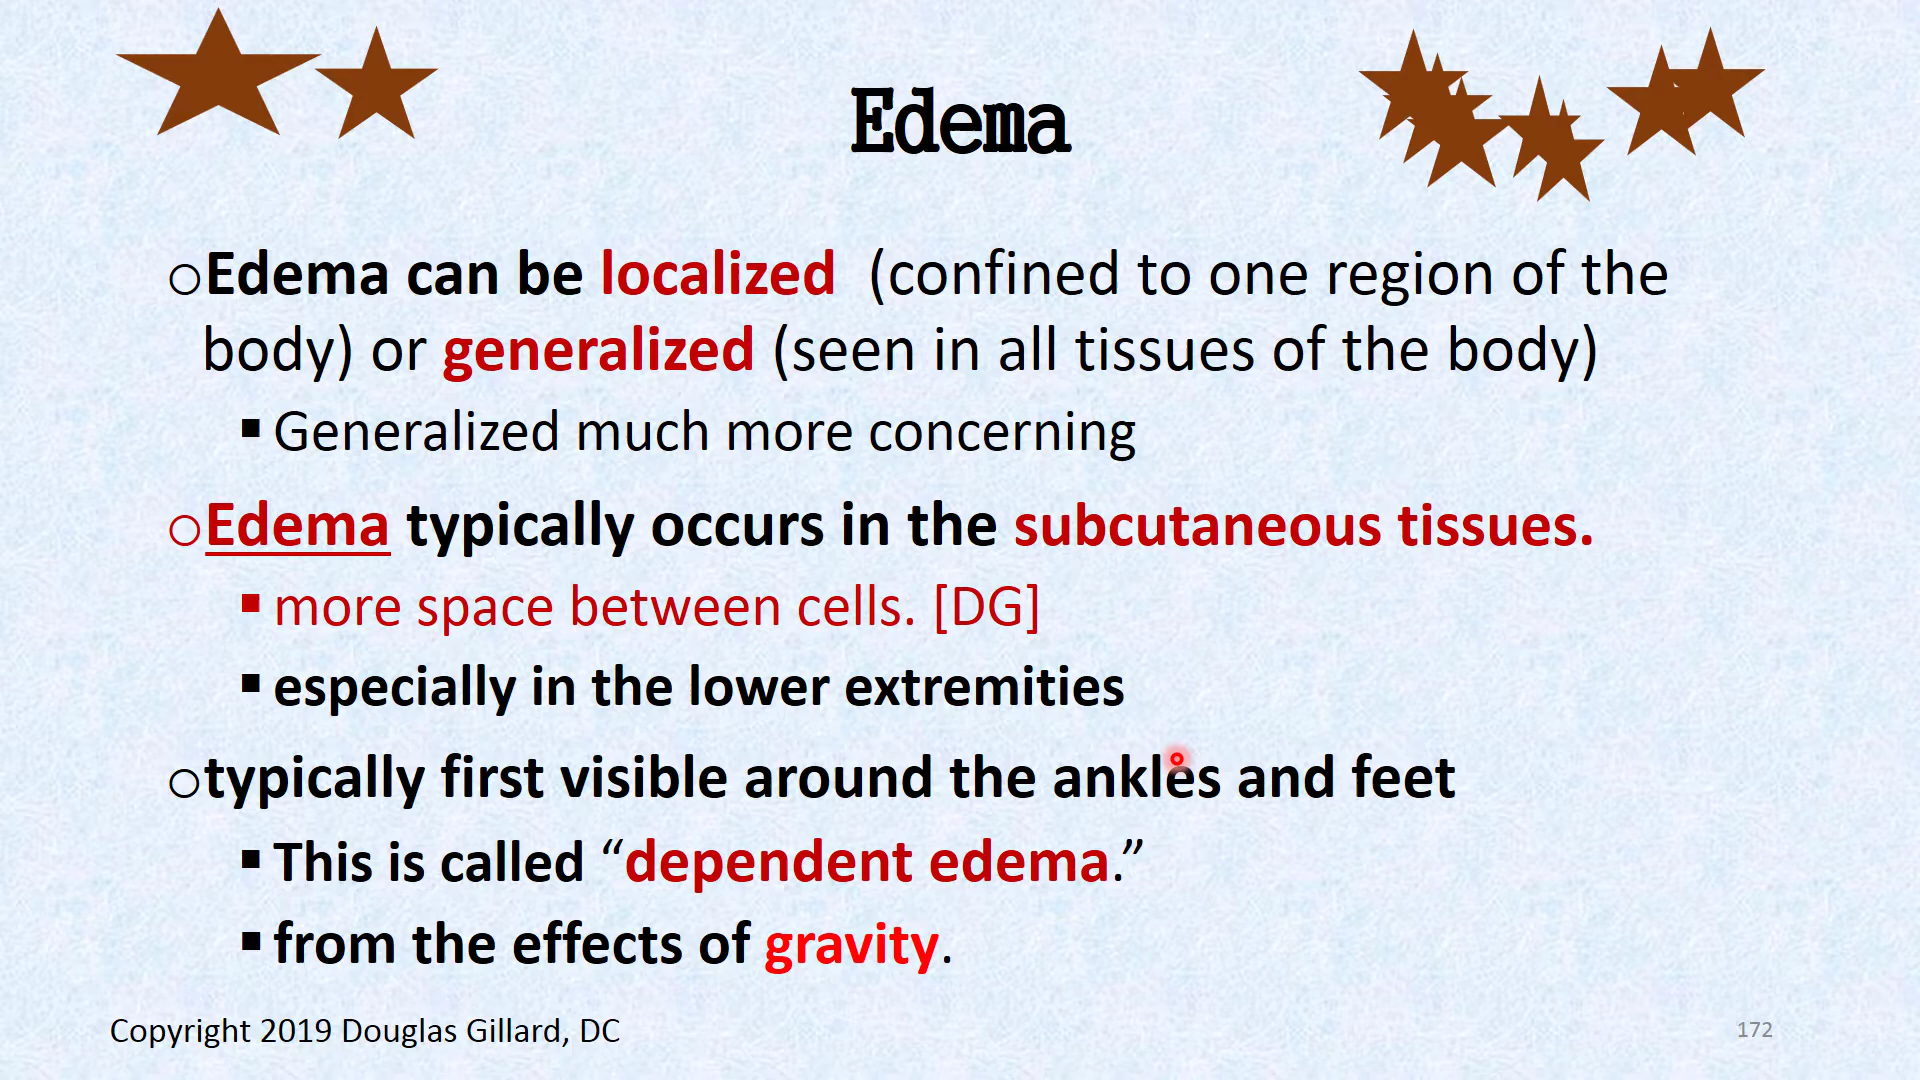 Edema
oEdema can be localized (confined to one region of the
body) or generalized (seen in all tissues of the body)
▪ Generalized much more concerning
oEdema typically occurs in the subcutaneous tissues.
▪ more space between cells. [DG]
▪ especially in the lower extremities
otypically first visible around the ankles and feet
▪ This is called “dependent edema.”
▪ from the effects of gravity.
Copyright 2019 Douglas Gillard, DC
172